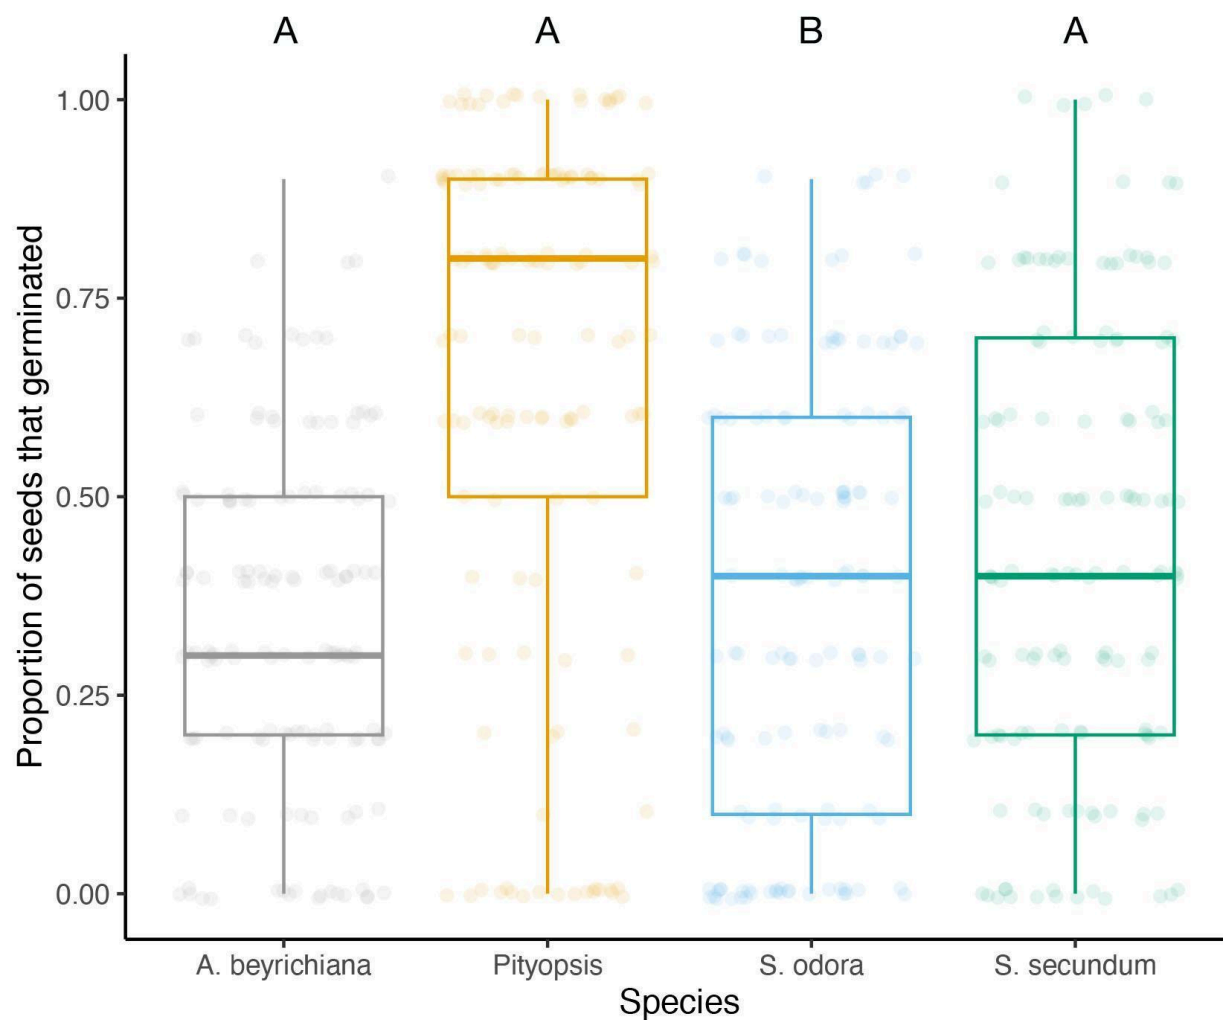 A A B A
Proportion of seeds that germinated
1.00
0.75
0.50
0.25
0.00
A. beyrichiana Pityopsis S. odora S. secundum
Species